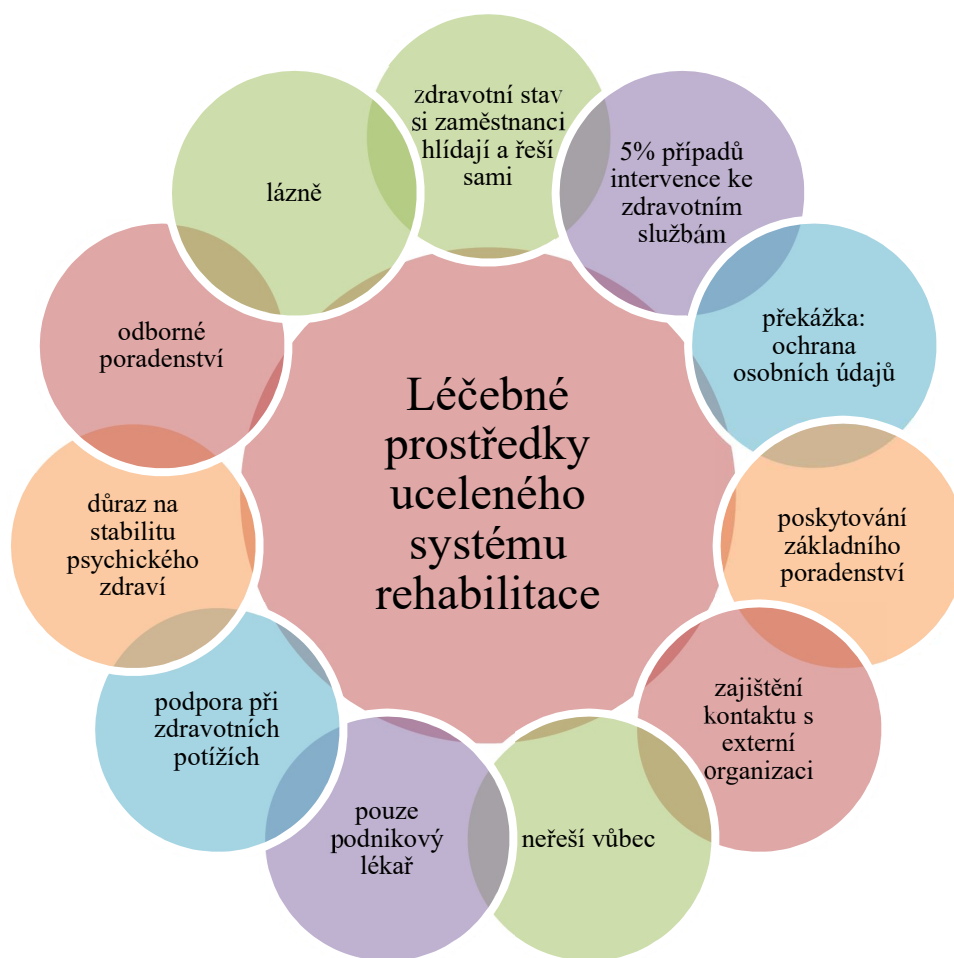 zdravotní stav
si zaměstnanci
hlídají a řeší
sami
5% případů
intervence ke
zdravotním
službám
překážka:
ochrana
osobních údajů
poskytování
základního
poradenství
zajištění
kontaktu s
externí
organizaci
neřeší vůbec
pouze
podnikový
lékař
podpora při
zdravotních
potížích
důraz na
stabilitu
psychického
zdraví
odborné
poradenství
lázně
Léčebné
prostředky
uceleného
systému
rehabilitace